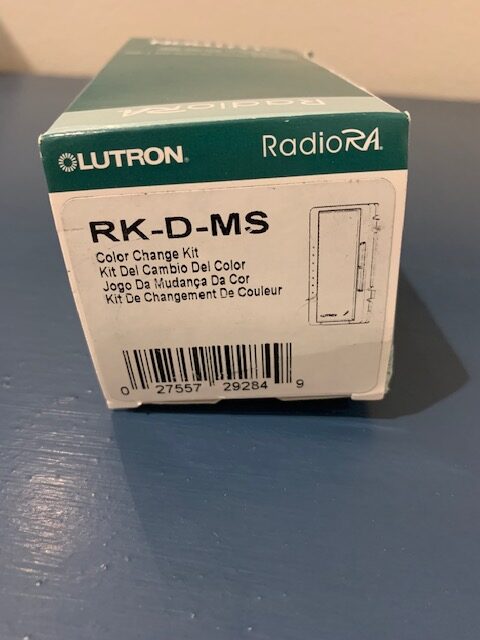 RadioRA
LUTRON®
RadioRA®
RK-D-MS
Color Change Kit
Kit Del Cambio Del Color
Jogo Da Mudança Da Cor
Kit De Changement De Couleur
LUTRON
0 27557 29284 9